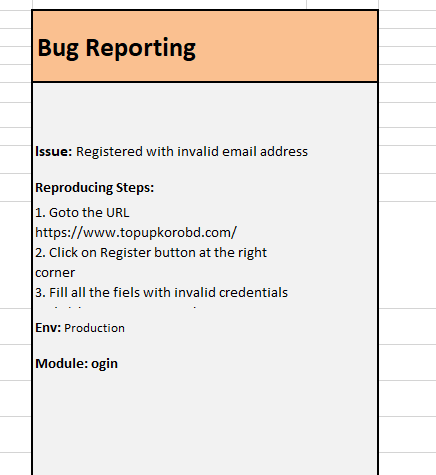 Bug Reporting
Issue: Registered with invalid email address
Reproducing Steps:
1. Goto the URL
https://www.topupkorobd.com/
2. Click on Register button at the right
corner
3. Fill all the fiels with invalid credentials
Env: Production
Module: ogin